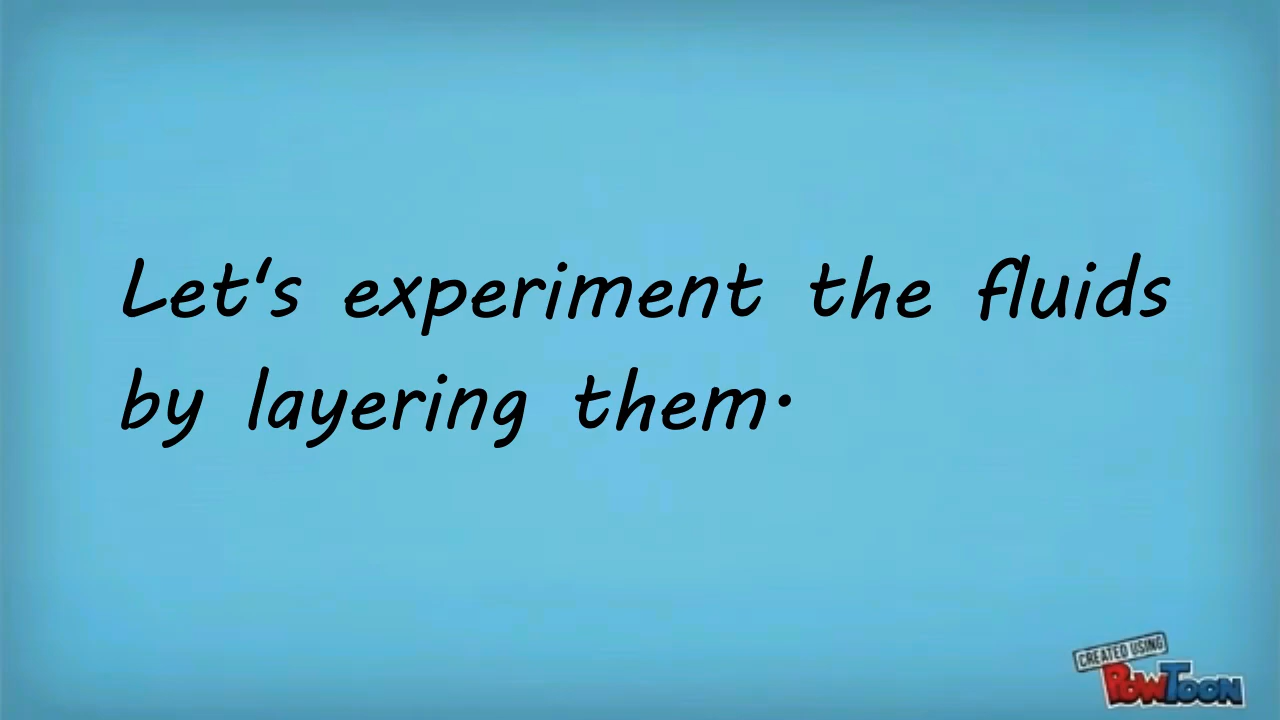 Let's experiment the fluids
by layering them.
CREATED USING
POWTOON